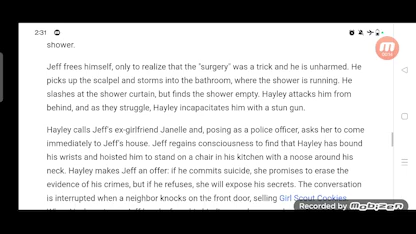 2:31
shower.
Jeff frees himself, only to realize that the "surgery" was a trick and he is unharmed. He
picks up the scalpel and storms into the bathroom, where the shower is running. He
slashes at the shower curtain, but finds the shower empty. Hayley attacks him from
behind, and as they struggle, Hayley incapacitates him with a stun gun.
Hayley calls Jeff's ex-girlfriend Janelle and, posing as a police officer, asks her to come
immediately to Jeff's house. Jeff regains consciousness to find that Hayley has bound
his wrists and hoisted him to stand on a chair in his kitchen with a noose around his
neck. Hayley makes Jeff an offer: if he commits suicide, she promises to erase the
evidence of his crimes, but if he refuses, she will expose his secrets. The conversation
is interrupted when a neighbor knocks on the front door, selling Girl Scout Cookies.
Recorded by Mobizen